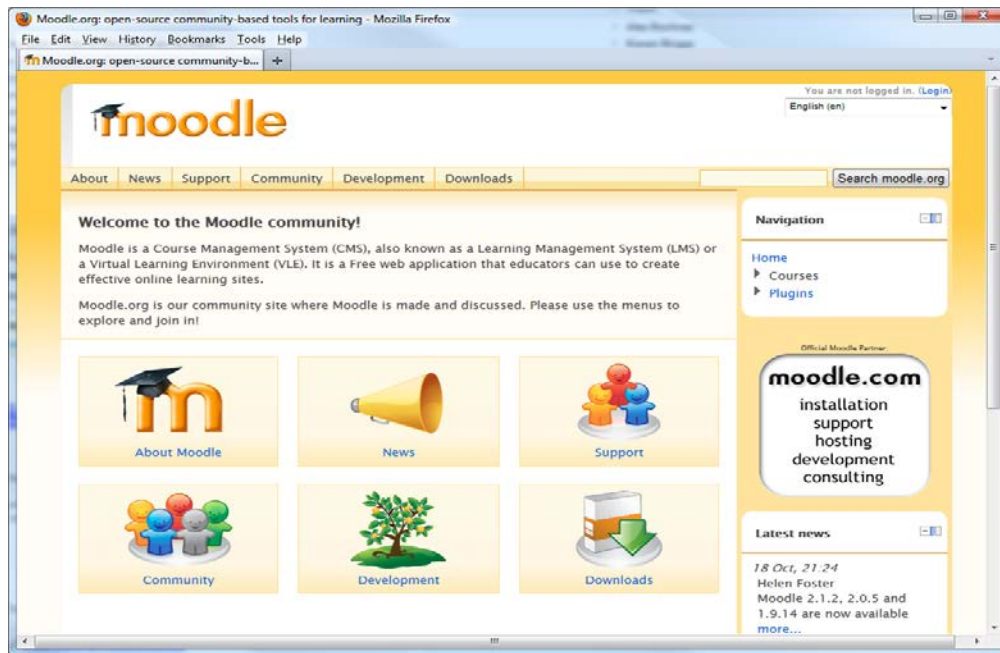 Moodle.org: open-source community-based tools for learning - Mozilla Firefox
File Edit View History Bookmarks Tools Help
Moodle.org: open-source community-b...
You are not logged in. (Login)
English (en)
moodle
About News Support Community Development Downloads
Search moodle.org
Welcome to the Moodle community!
Moodle is a Course Management System (CMS), also known as a Learning Management System (LMS) or
a Virtual Learning Environment (VLE). It is a Free web application that educators can use to create
effective online learning sites.
Moodle.org is our community site where Moodle is made and discussed. Please use the menus to
explore and join in!
About Moodle
News
Support
Community
Development
Downloads
Navigation
Home
Courses
Plugins
Official Moodle Partner:
moodle.com
installation
support
hosting
development
consulting
Latest news
18 Oct, 21:24
Helen Foster
Moodle 2.1.2, 2.0.5 and
1.9.14 are now available
more...